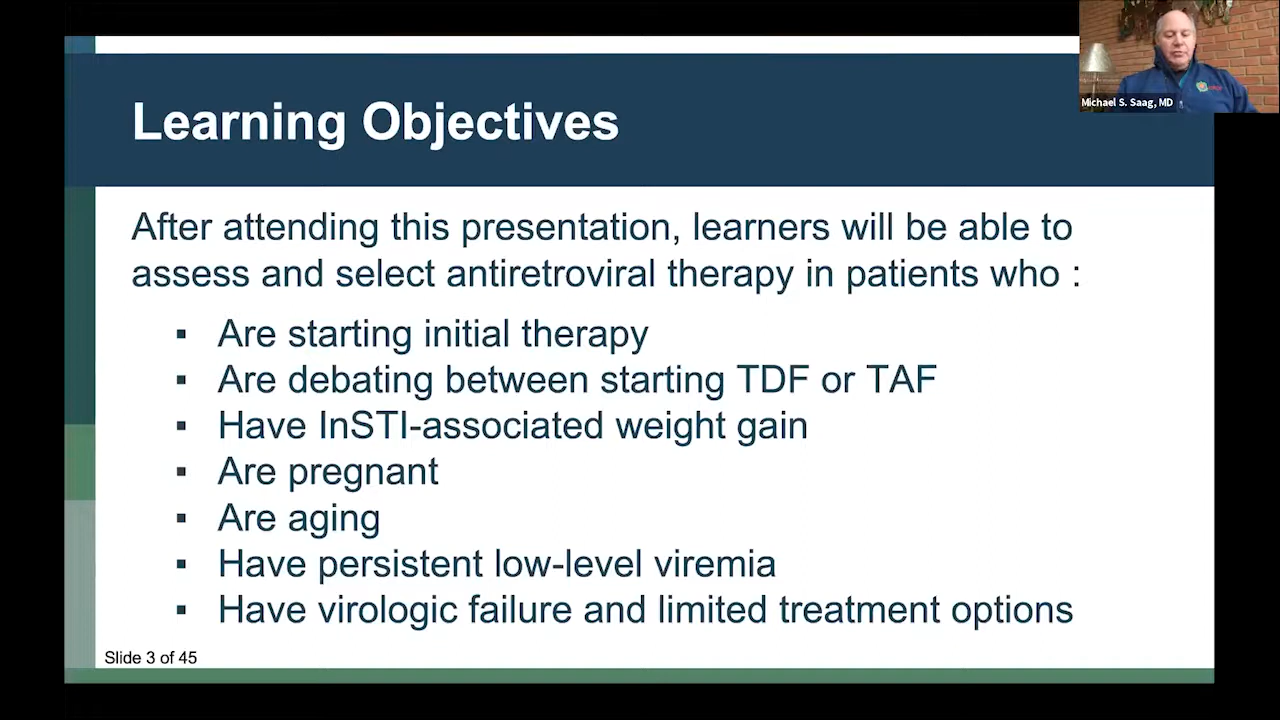 Learning Objectives
Michael S. Saag, MD
After attending this presentation, learners will be able to
assess and select antiretroviral therapy in patients who :
▪ Are starting initial therapy
▪ Are debating between starting TDF or TAF
▪ Have InSTI-associated weight gain
▪ Are pregnant
▪ Are aging
▪ Have persistent low-level viremia
▪ Have virologic failure and limited treatment options
Slide 3 of 45